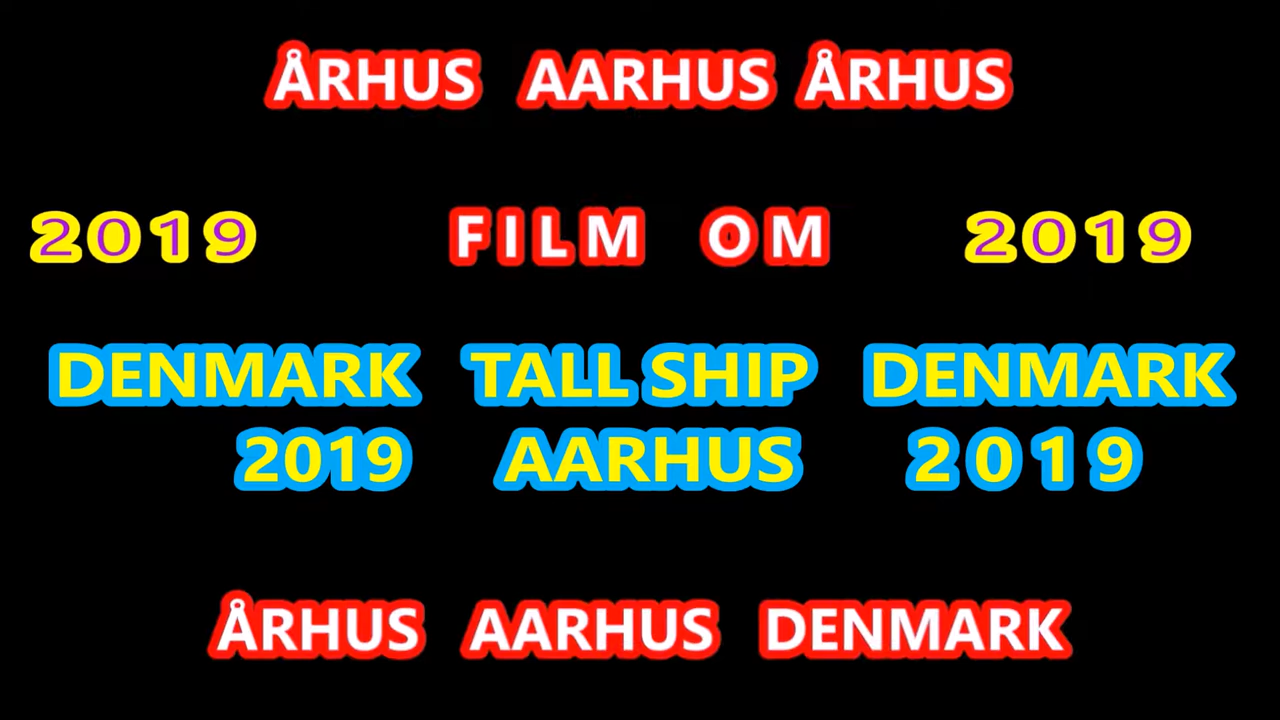 ÅRHUS AARHUS ÅRHUS
2019 FILM OM 2019
DENMARK TALL SHIP DENMARK
2019 AARHUS 2019
ÅRHUS AARHUS DENMARK